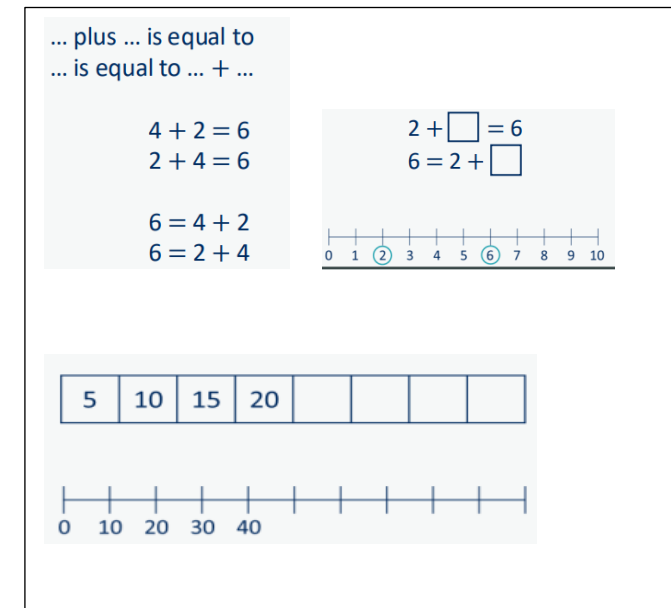 ... plus ... is equal to
... is equal to ... + ...
4 + 2 = 6
2 + 4 = 6
6 = 4 + 2
6 = 2 + 4
2 + □ = 6
6 = 2 + □
0 1 2 3 4 5 6 7 8 9 10
5 10 15 20
0 10 20 30 40